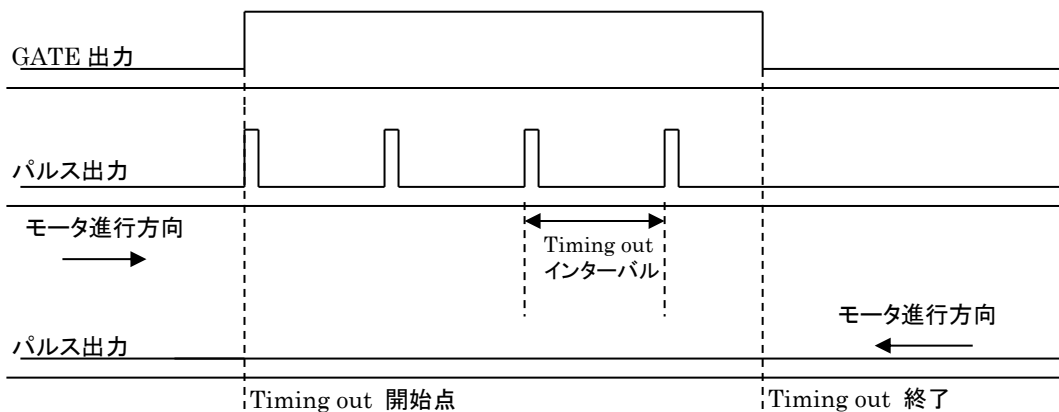 GATE 出力
パルス出力
モータ進行方向
Timing out
インターバル
モータ進行方向
パルス出力
Timing out 開始点
Timing out 終了